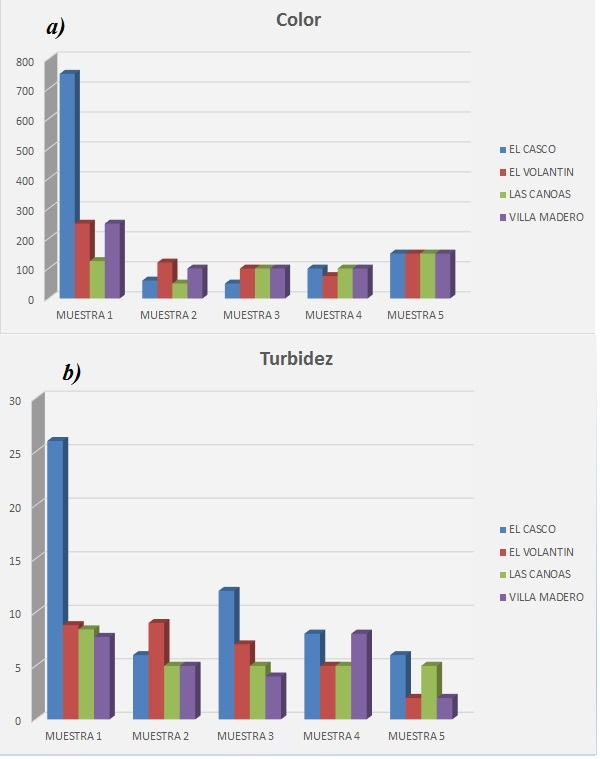 a)
Color
800
700
600
500
400
300
200
100
0
MUESTRA 1 MUESTRA 2 MUESTRA 3 MUESTRA 4 MUESTRA 5
EL CASCO
EL VOLANTIN
LAS CANOAS
VILLA MADERO
b)
Turbidez
30
25
20
15
10
5
0
MUESTRA 1 MUESTRA 2 MUESTRA 3 MUESTRA 4 MUESTRA 5
EL CASCO
EL VOLANTIN
LAS CANOAS
VILLA MADERO